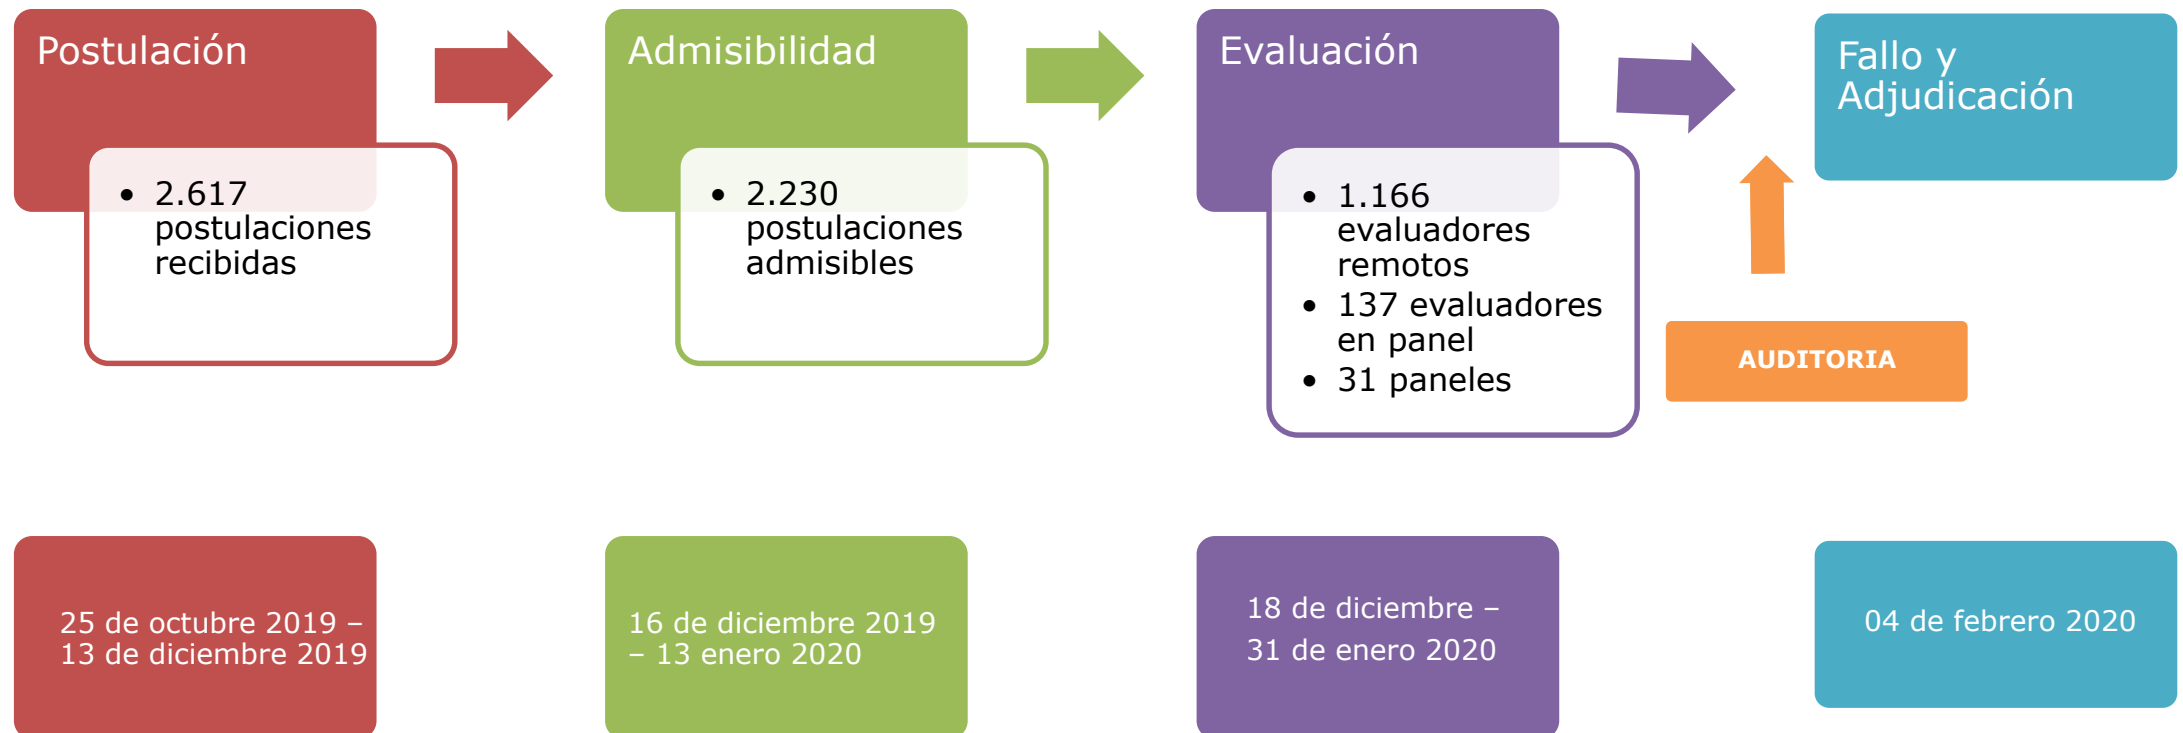 Postulación
• 2.617
postulaciones
recibidas
Admisibilidad
• 2.230
postulaciones
admisibles
Evaluación
• 1.166
evaluadores
remotos
• 137 evaluadores
en panel
• 31 paneles
Fallo y
Adjudicación
AUDITORIA
25 de octubre 2019 –
13 de diciembre 2019
16 de diciembre 2019
– 13 enero 2020
18 de diciembre –
31 de enero 2020
04 de febrero 2020